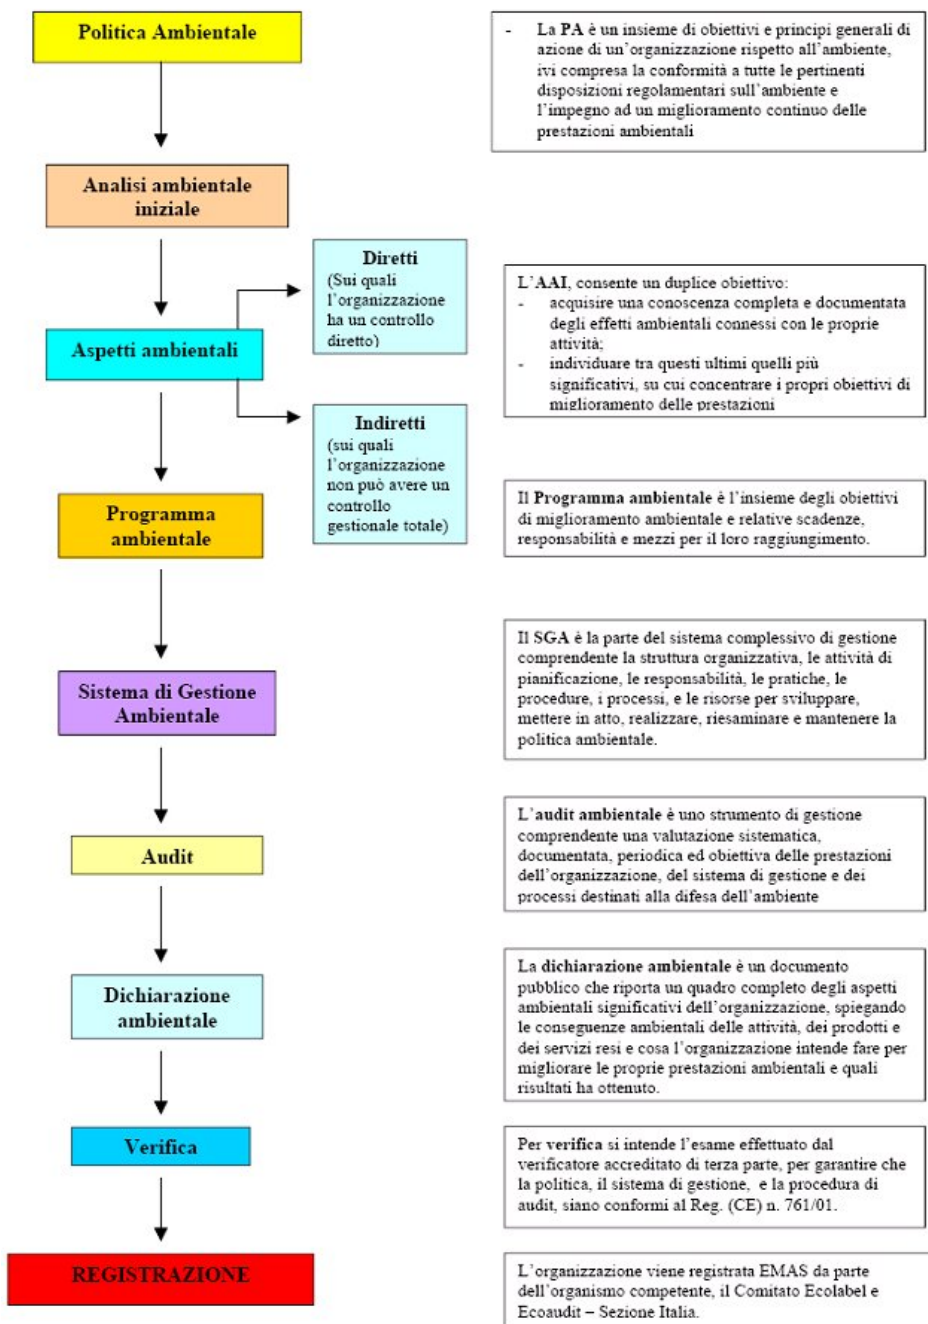 Politica Ambientale
- La PA è un insieme di obiettivi e principi generali di
azione di un'organizzazione rispetto all'ambiente,
ivi compresa la conformità a tutte le pertinenti
disposizioni regolamentari sull'ambiente e
l'impegno ad un miglioramento continuo delle
prestazioni ambientali
Analisi ambientale
iniziale
Aspetti ambientali
Diretti
(Sui quali
l'organizzazione
ha un controllo
diretto)
Indiretti
(sui quali
l'organizzazione
non può avere un
controllo
gestionale totale)
L'AAI, consente un duplice obiettivo:
- acquisire una conoscenza completa e documentata
degli effetti ambientali connessi con le proprie
attività;
- individuare tra questi ultimi quelli più
significativi, su cui concentrare i propri obiettivi di
miglioramento delle prestazioni
Programma
ambientale
Il Programma ambientale è l'insieme degli obiettivi
di miglioramento ambientale e relative scadenze,
responsabilità e mezzi per il loro raggiungimento.
Sistema di Gestione
Ambientale
Il SGA è la parte del sistema complessivo di gestione
comprendente la struttura organizzativa, le attività di
pianificazione, le responsabilità, le pratiche, le
procedure, i processi, e le risorse per sviluppare,
mettere in atto, realizzare, riesaminare e mantenere la
politica ambientale.
Audit
L'audit ambientale è uno strumento di gestione
comprendente una valutazione sistematica,
documentata, periodica ed obiettiva delle prestazioni
dell'organizzazione, del sistema di gestione e dei
processi destinati alla difesa dell'ambiente
Dichiarazione
ambientale
La dichiarazione ambientale è un documento
pubblico che riporta un quadro completo degli aspetti
ambientali significativi dell'organizzazione, spiegando
le conseguenze ambientali delle attività, dei prodotti e
dei servizi resi e cosa l'organizzazione intende fare per
migliorare le proprie prestazioni ambientali e quali
risultati ha ottenuto.
Verifica
Per verifica si intende l'esame effettuato dal
verificatore accreditato di terza parte, per garantire che
la politica, il sistema di gestione, e la procedura di
audit, siano conformi al Reg. (CE) n. 761/01.
REGISTRAZIONE
L'organizzazione viene registrata EMAS da parte
dell'organismo competente, il Comitato Ecolabel e
Ecoaudit – Sezione Italia.